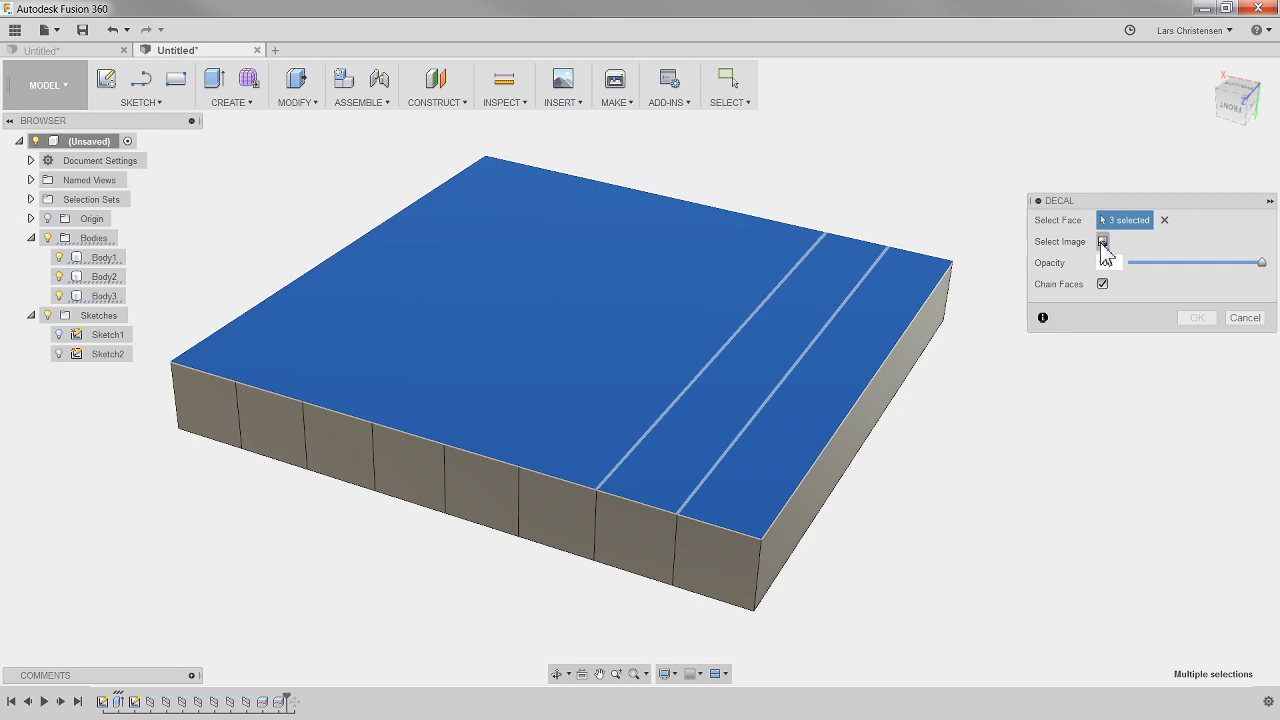 Autodesk Fusion 360
Lars Christensen
Untitled*
Untitled*
MODEL
SKETCH
CREATE
MODIFY
ASSEMBLE
CONSTRUCT
INSPECT
INSERT
MAKE
ADD-INS
SELECT
BROWSER
(Unsaved)
Document Settings
Named Views
Selection Sets
Origin
Bodies
Body1
Body2
Body3
Sketches
Sketch1
Sketch2
FRONT
X
Z
DECAL
Select Face
3 selected
Select Image
Opacity
Chain Faces
OK
Cancel
COMMENTS
Multiple selections